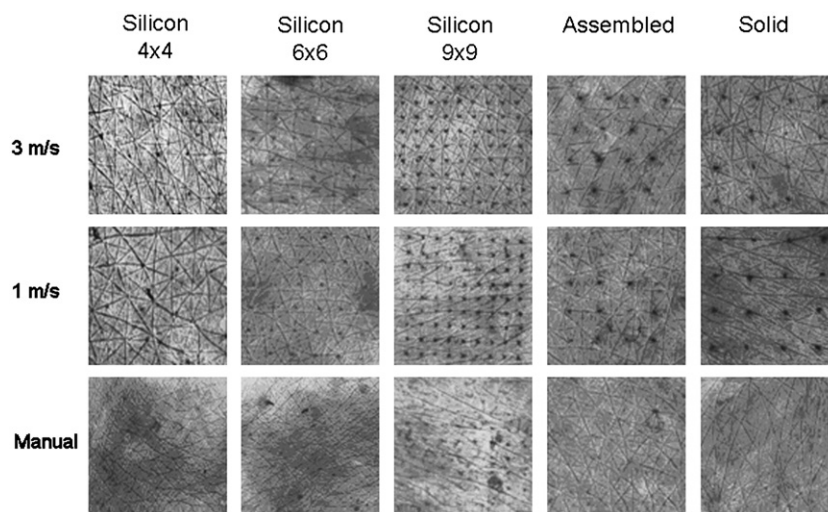 Silicon
4x4
Silicon
6x6
Silicon
9x9
Assembled
Solid
3 m/s
1 m/s
Manual